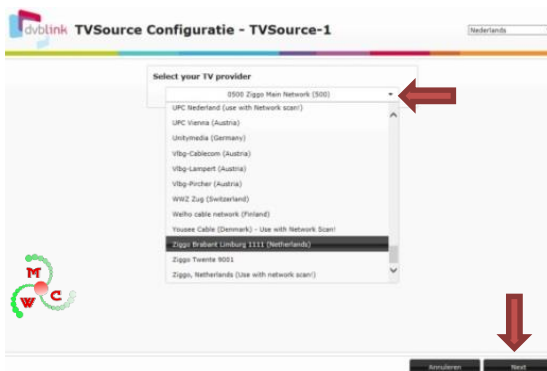 dvblink TVSource Configuratie - TVSource-1
Nederlands
Select your TV provider
0500 Ziggo Main Network (500)
UPC Nederland (use with Network scan!)
UPC Vienna (Austria)
Unitymedia (Germany)
Vlbg-Cablecom (Austria)
Vlbg-Lampert (Austria)
Vlbg-Pircher (Austria)
WWZ Zug (Switzerland)
Welho cable network (Finland)
Yousee Cable (Denmark) - Use with Network Scan!
Ziggo Brabant Limburg 1111 (Netherlands)
Ziggo Twente 9001
Ziggo, Netherlands (Use with network scan!)
M
W C
Annuleren
Next